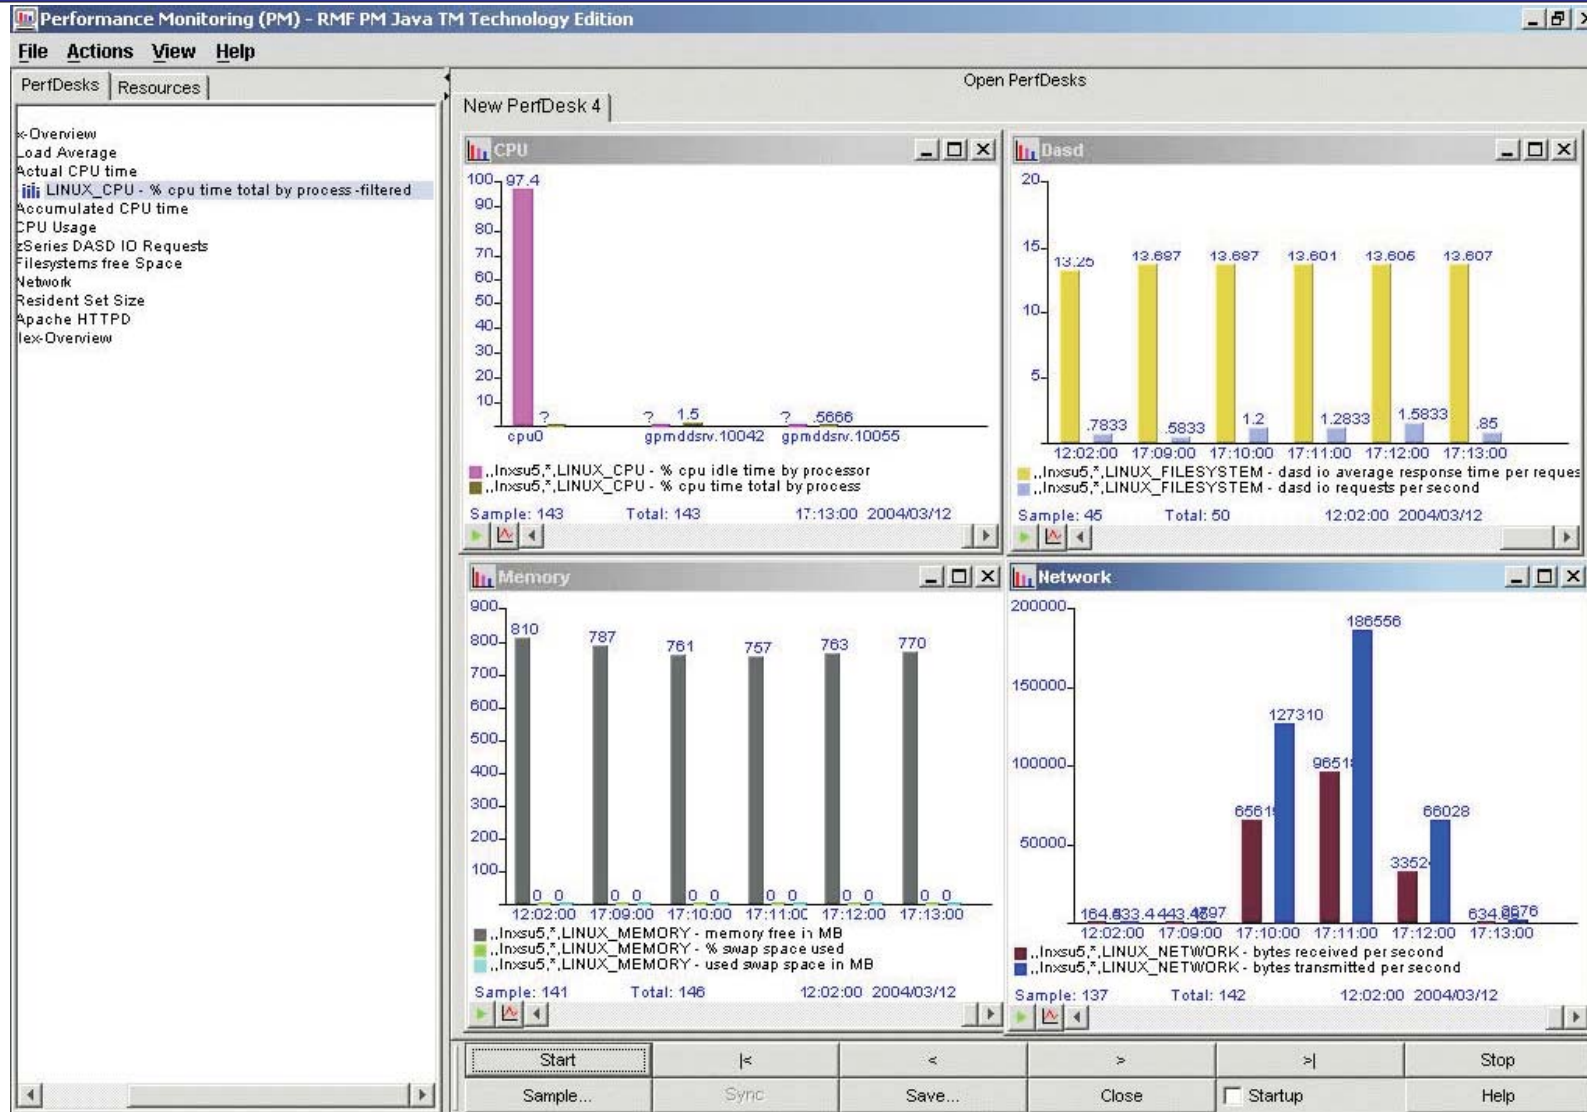 Performance Monitoring (PM) - RMF PM Java TM Technology Edition
File Actions View Help
PerfDesks Resources
x-Overview
Load Average
Actual CPU time
LINUX_CPU - % cpu time total by process -filtered
Accumulated CPU time
CPU Usage
zSeries DASD IO Requests
Filesystems free Space
Network
Resident Set Size
Apache HTTPD
lex-Overview
Open PerfDesks
New PerfDesk 4
CPU
100
90
80
70
60
50
40
30
20
10
97.4
? ? 1.5 ? .5666
cpu0 gpmddsrv.10042 gpmddsrv.10055
,,lnxsu5,*,LINUX_CPU - % cpu idle time by processor
,,lnxsu5,*,LINUX_CPU - % cpu time total by process
Sample: 143 Total: 143 17:13:00 2004/03/12
Dasd
20
15
10
5
13.25 13.697 13.697 13.601 13.605 13.607
.7833 .5833 1.2 1.2833 1.5833 .85
12:02:00 17:09:00 17:10:00 17:11:00 17:12:00 17:13:00
,,lnxsu5,*,LINUX_FILESYSTEM - dasd io average response time per reques
,,lnxsu5,*,LINUX_FILESYSTEM - dasd io requests per second
Sample: 45 Total: 50 12:02:00 2004/03/12
Memory
900
800
700
600
500
400
300
200
100
810 787 761 757 763 770
0 0 0 0 0 0 0 0 0 0 0 0
12:02:00 17:09:00 17:10:00 17:11:00 17:12:00 17:13:00
,,lnxsu5,*,LINUX_MEMORY - memory free in MB
,,lnxsu5,*,LINUX_MEMORY - % swap space used
,,lnxsu5,*,LINUX_MEMORY - used swap space in MB
Sample: 141 Total: 146 12:02:00 2004/03/12
Network
200000
150000
100000
50000
186556
127310
66028
12:02:00 17:09:00 17:10:00 17:11:00 17:12:00 17:13:00
,,lnxsu5,*,LINUX_NETWORK - bytes received per second
,,lnxsu5,*,LINUX_NETWORK - bytes transmitted per second
Sample: 137 Total: 142 12:02:00 2004/03/12
Start |< < > >| Stop
Sample... Sync Save... Close Startup Help